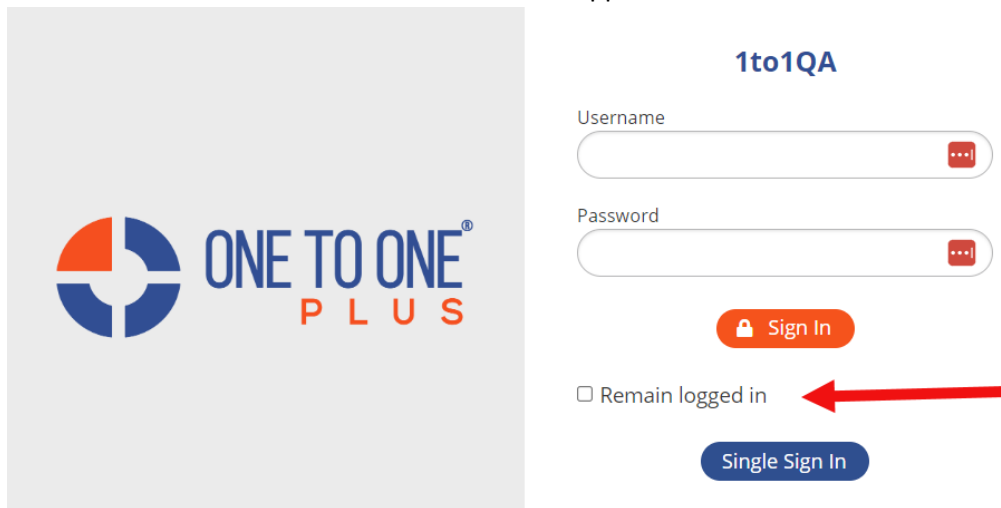 ONE TO ONE®
PLUS
1to1QA
Username
Password
Sign In
Remain logged in
Single Sign In